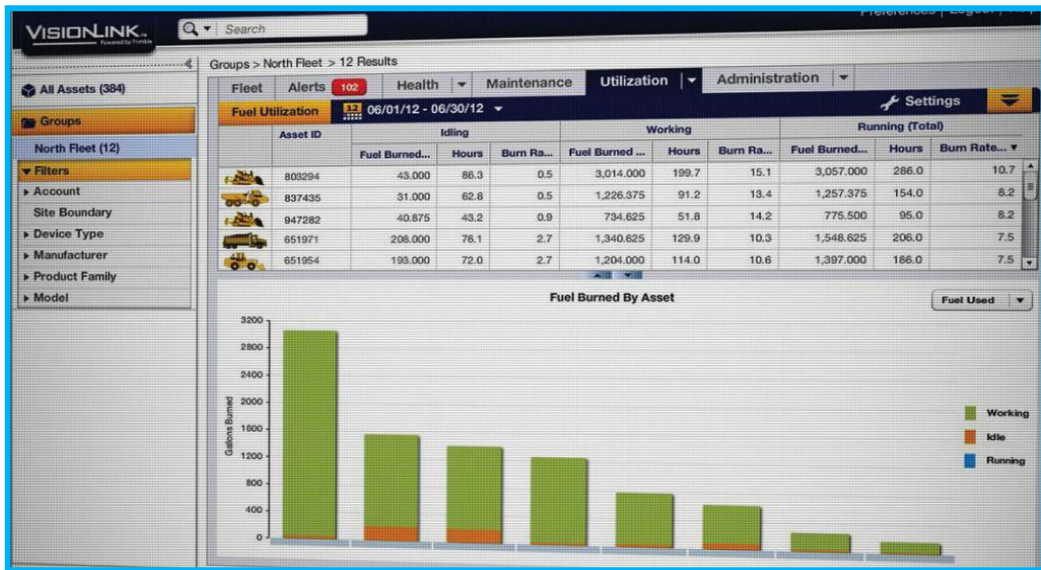 Preferences | Logout |
VISIONLINK
Powered by Trimble
Search
Groups > North Fleet > 12 Results
All Assets (384)
Groups
North Fleet (12)
Filters
Account
Site Boundary
Device Type
Manufacturer
Product Family
Model
Fleet Alerts 102 Health Maintenance Utilization Administration
Fuel Utilization 12 06/01/12 - 06/30/12 Settings
Asset ID Idling Working Running (Total)
Fuel Burned... Hours Burn Ra... Fuel Burned ... Hours Burn Ra... Fuel Burned... Hours Burn Rate...
803294 43.000 86.3 0.5 3,014.000 199.7 15.1 3,057.000 286.0 10.7
837435 31.000 62.8 0.5 1,226.375 91.2 13.4 1,257.375 154.0 8.2
947282 40.875 43.2 0.9 734.625 51.8 14.2 775.500 95.0 8.2
651971 208.000 76.1 2.7 1,340.625 129.9 10.3 1,548.625 206.0 7.5
651954 193.000 72.0 2.7 1,204.000 114.0 10.6 1,397.000 186.0 7.5
Fuel Burned By Asset
Fuel Used
Gallons Burned
3200
2800
2400
2000
1600
1200
800
400
0
Working
Idle
Running